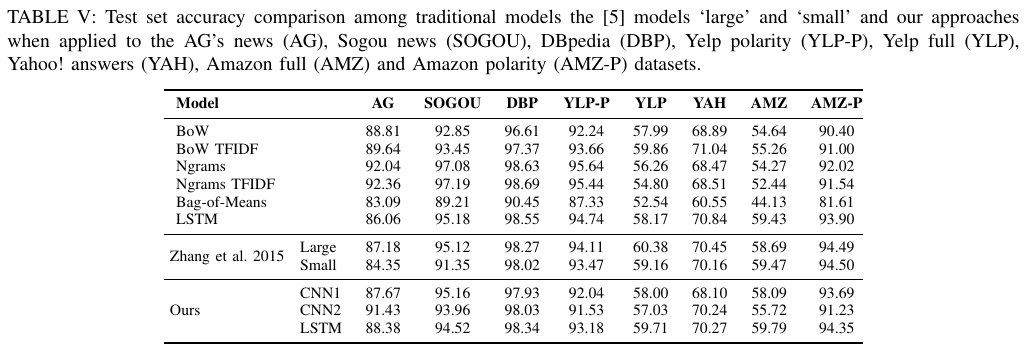 TABLE V: Test set accuracy comparison among traditional models the [5] models ‘large’ and ‘small’ and our approaches
when applied to the AG’s news (AG), Sogou news (SOGOU), DBpedia (DBP), Yelp polarity (YLP-P), Yelp full (YLP),
Yahoo! answers (YAH), Amazon full (AMZ) and Amazon polarity (AMZ-P) datasets.
Model AG SOGOU DBP YLP-P YLP YAH AMZ AMZ-P
BoW 88.81 92.85 96.61 92.24 57.99 68.89 54.64 90.40
BoW TFIDF 89.64 93.45 97.37 93.66 59.86 71.04 55.26 91.00
Ngrams 92.04 97.08 98.63 95.64 56.26 68.47 54.27 92.02
Ngrams TFIDF 92.36 97.19 98.69 95.44 54.80 68.51 52.44 91.54
Bag-of-Means 83.09 89.21 90.45 87.33 52.54 60.55 44.13 81.61
LSTM 86.06 95.18 98.55 94.74 58.17 70.84 59.43 93.90
Zhang et al. 2015
Large 87.18 95.12 98.27 94.11 60.38 70.45 58.69 94.49
Small 84.35 91.35 98.02 93.47 59.16 70.16 59.47 94.50
Ours
CNN1 87.67 95.16 97.93 92.04 58.00 68.10 58.09 93.69
CNN2 91.43 93.96 98.03 91.53 57.03 70.24 55.72 91.23
LSTM 88.38 94.52 98.34 93.18 59.71 70.27 59.79 94.35